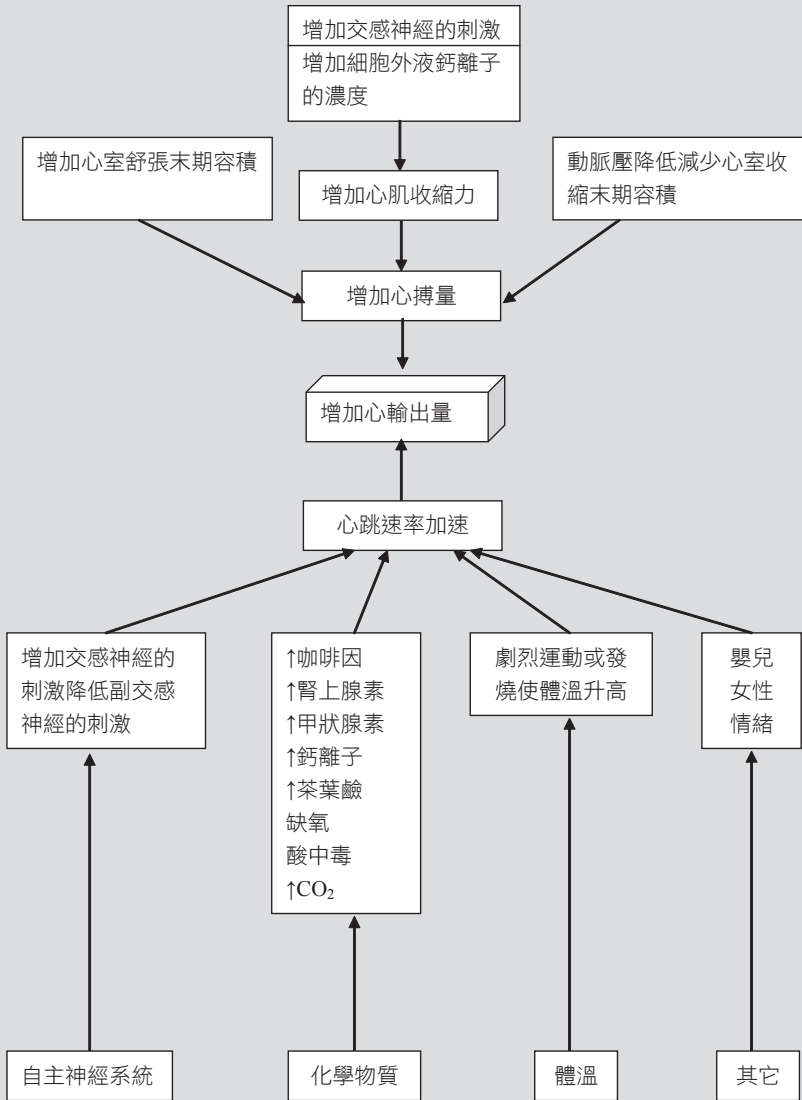 增加交感神經的刺激
增加細胞外液鈣離子
的濃度
增加心室舒張末期容積
增加心肌收縮力
動脈壓降低減少心室收
縮末期容積
增加心搏量
增加心輸出量
心跳速率加速
增加交感神經的
刺激降低副交感
神經的刺激
↑咖啡因
↑腎上腺素
↑甲狀腺素
↑鈣離子
↑茶葉鹼
缺氧
酸中毒
↑CO₂
劇烈運動或發
燒使體溫升高
嬰兒
女性
情緒
自主神經系統
化學物質
體溫
其它